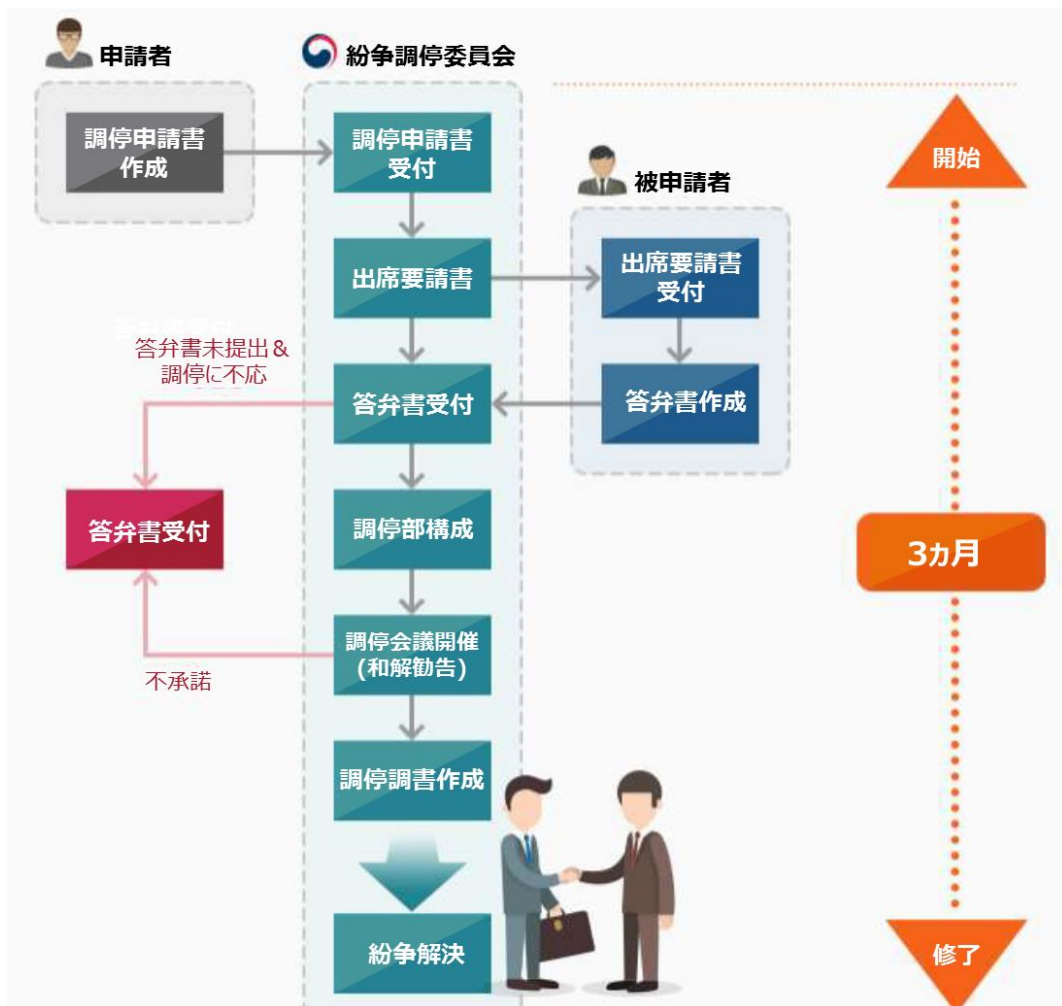 申請者
紛争調停委員会
調停申請書
作成
調停申請書
受付
開始
被申請者
出席要請書
出席要請書
受付
答弁書未提出&
調停に不応
答弁書受付
答弁書作成
答弁書受付
調停部構成
3ヵ月
調停会議開催
(和解勧告)
不承諾
調停調書作成
紛争解決
修了